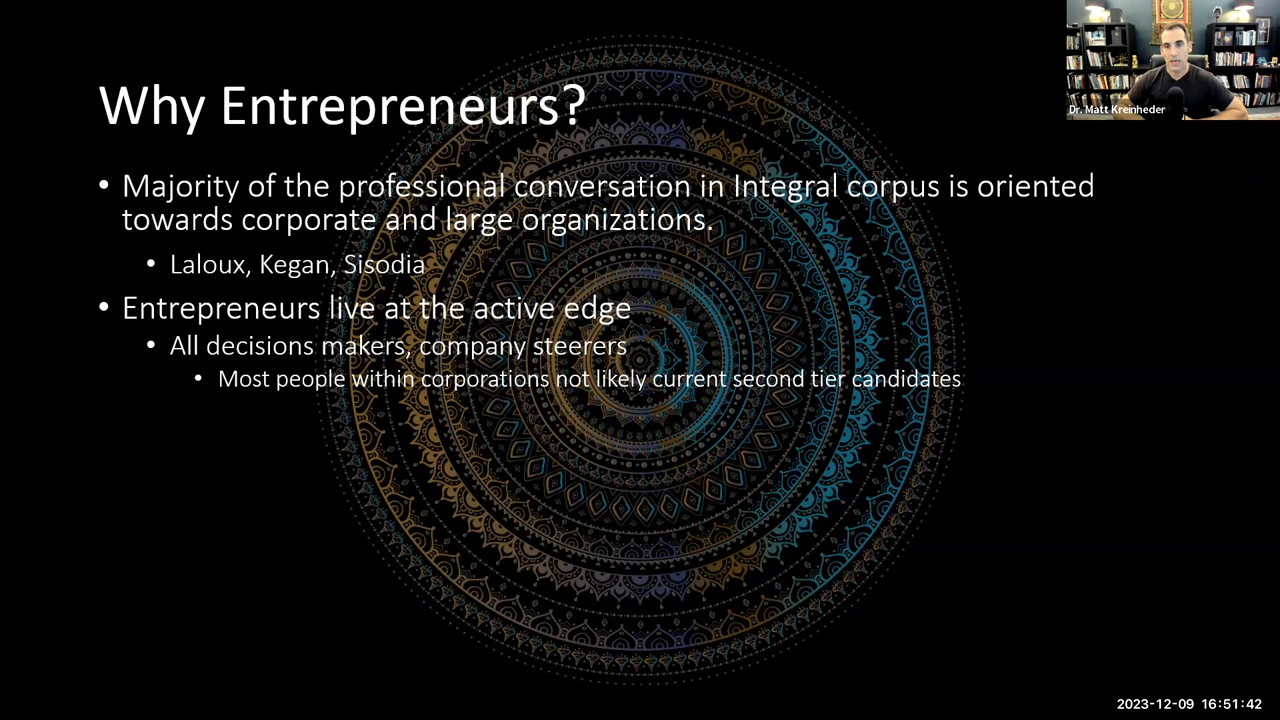 Why Entrepreneurs?
• Majority of the professional conversation in Integral corpus is oriented
towards corporate and large organizations.
• Laloux, Kegan, Sisodia
• Entrepreneurs live at the active edge
• All decisions makers, company steerers
• Most people within corporations not likely current second tier candidates
Dr. Matt Kreinheder
2023-12-09 16:51:42